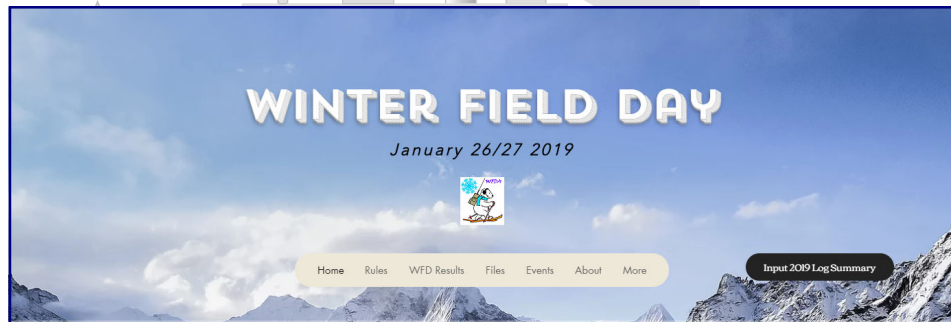 WINTER FIELD DAY
January 26/27 2019
WFDA
Home Rules WFD Results Files Events About More
Input 2019 Log Summary